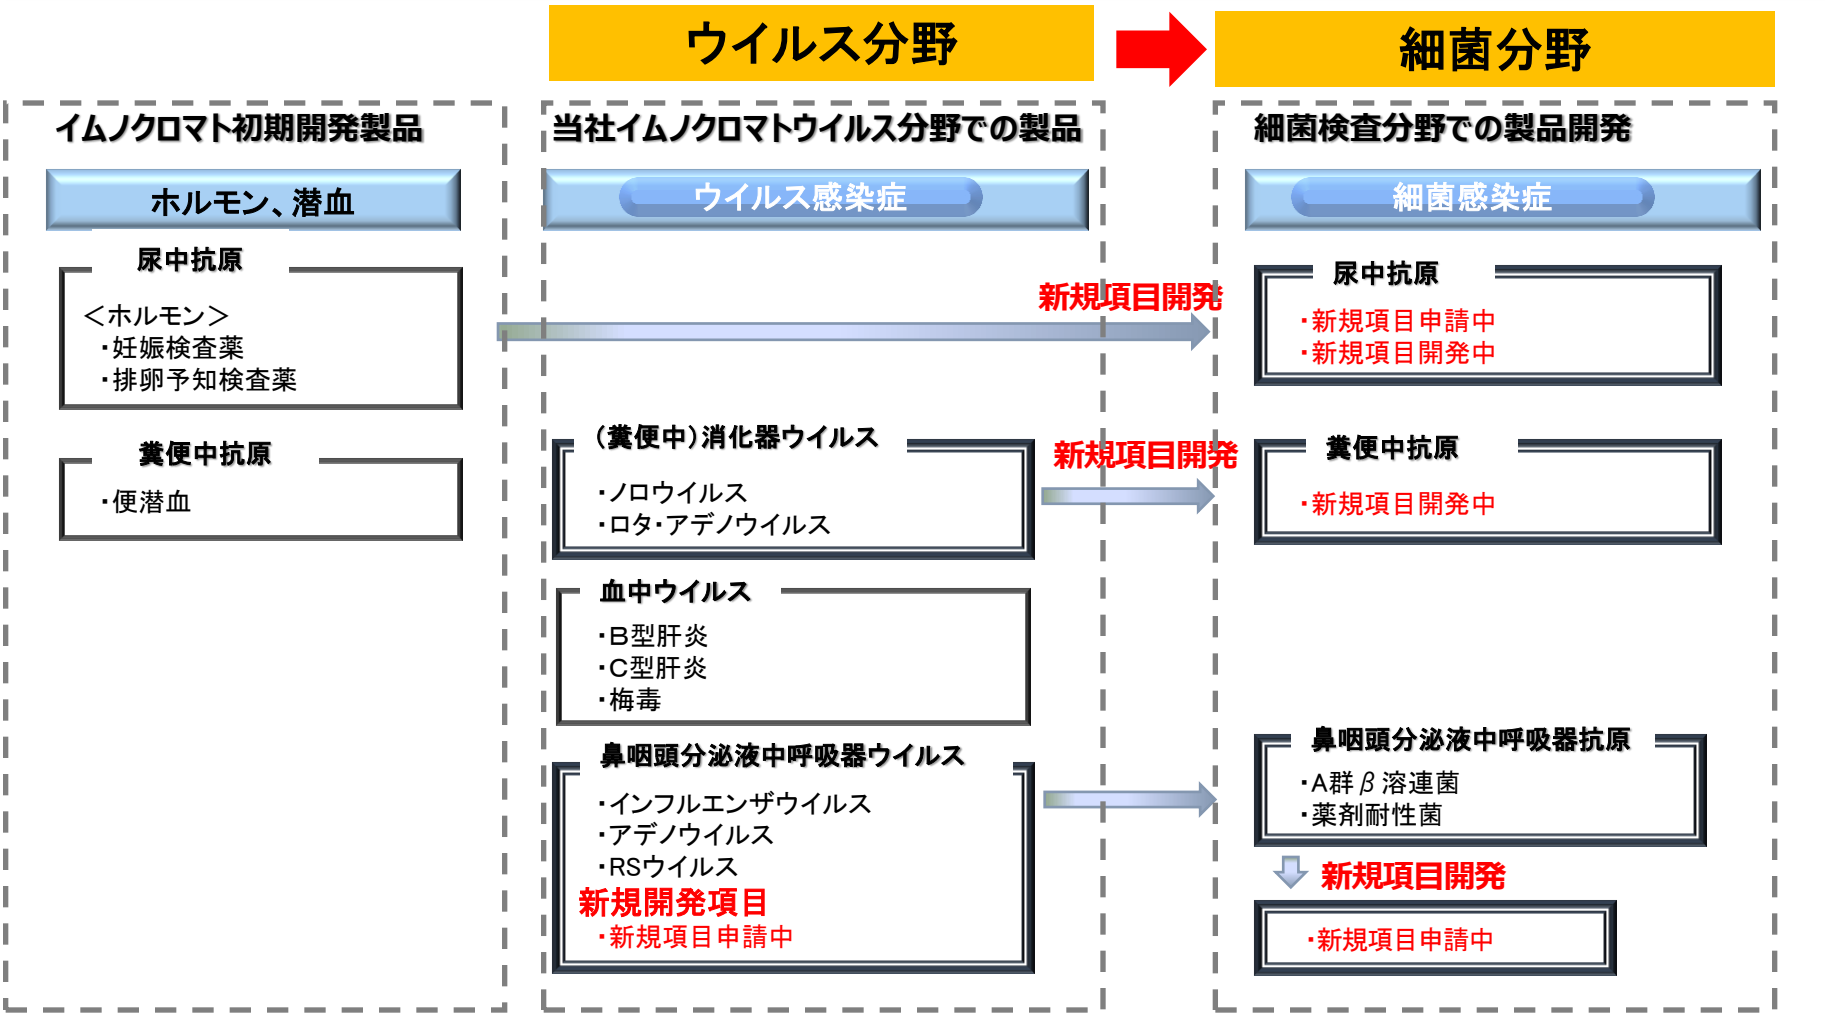 ウイルス分野
細菌分野
イムノクロマト初期開発製品
ホルモン、潜血
尿中抗原
＜ホルモン＞
・妊娠検査薬
・排卵予知検査薬
糞便中抗原
・便潜血
当社イムノクロマトウイルス分野での製品
ウイルス感染症
新規項目開発
（糞便中）消化器ウイルス
・ノロウイルス
・ロタ・アデノウイルス
新規項目開発
血中ウイルス
・Ｂ型肝炎
・Ｃ型肝炎
・梅毒
鼻咽頭分泌液中呼吸器ウイルス
・インフルエンザウイルス
・アデノウイルス
・RSウイルス
新規開発項目
・新規項目申請中
細菌検査分野での製品開発
細菌感染症
尿中抗原
・新規項目申請中
・新規項目開発中
糞便中抗原
・新規項目開発中
鼻咽頭分泌液中呼吸器抗原
・A群β溶連菌
・薬剤耐性菌
新規項目開発
・新規項目申請中